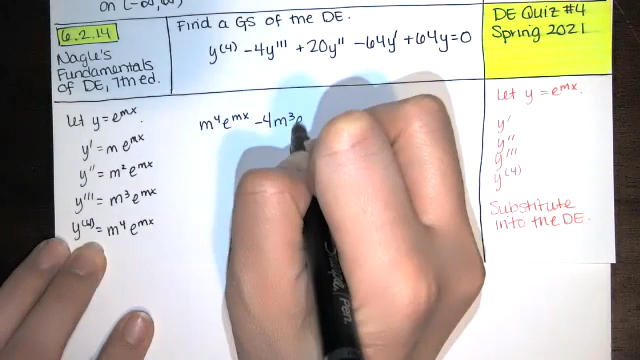 on (-∞,∞)
6.2.14
Nagle's
Fundamentals
of DE, 7th ed.
Find a GS of the DE.
y(4) - 4y''' + 20y'' - 64y' + 64y = 0
DE Quiz #4
Spring 2021
Let y = e^mx.
y' = m e^mx
y'' = m² e^mx
y''' = m³ e^mx
y(4) = m⁴ e^mx
m⁴e^mx - 4m³e
Let y = e^mx.
y'
y''
y'''
y(4)
Substitute
into the DE.